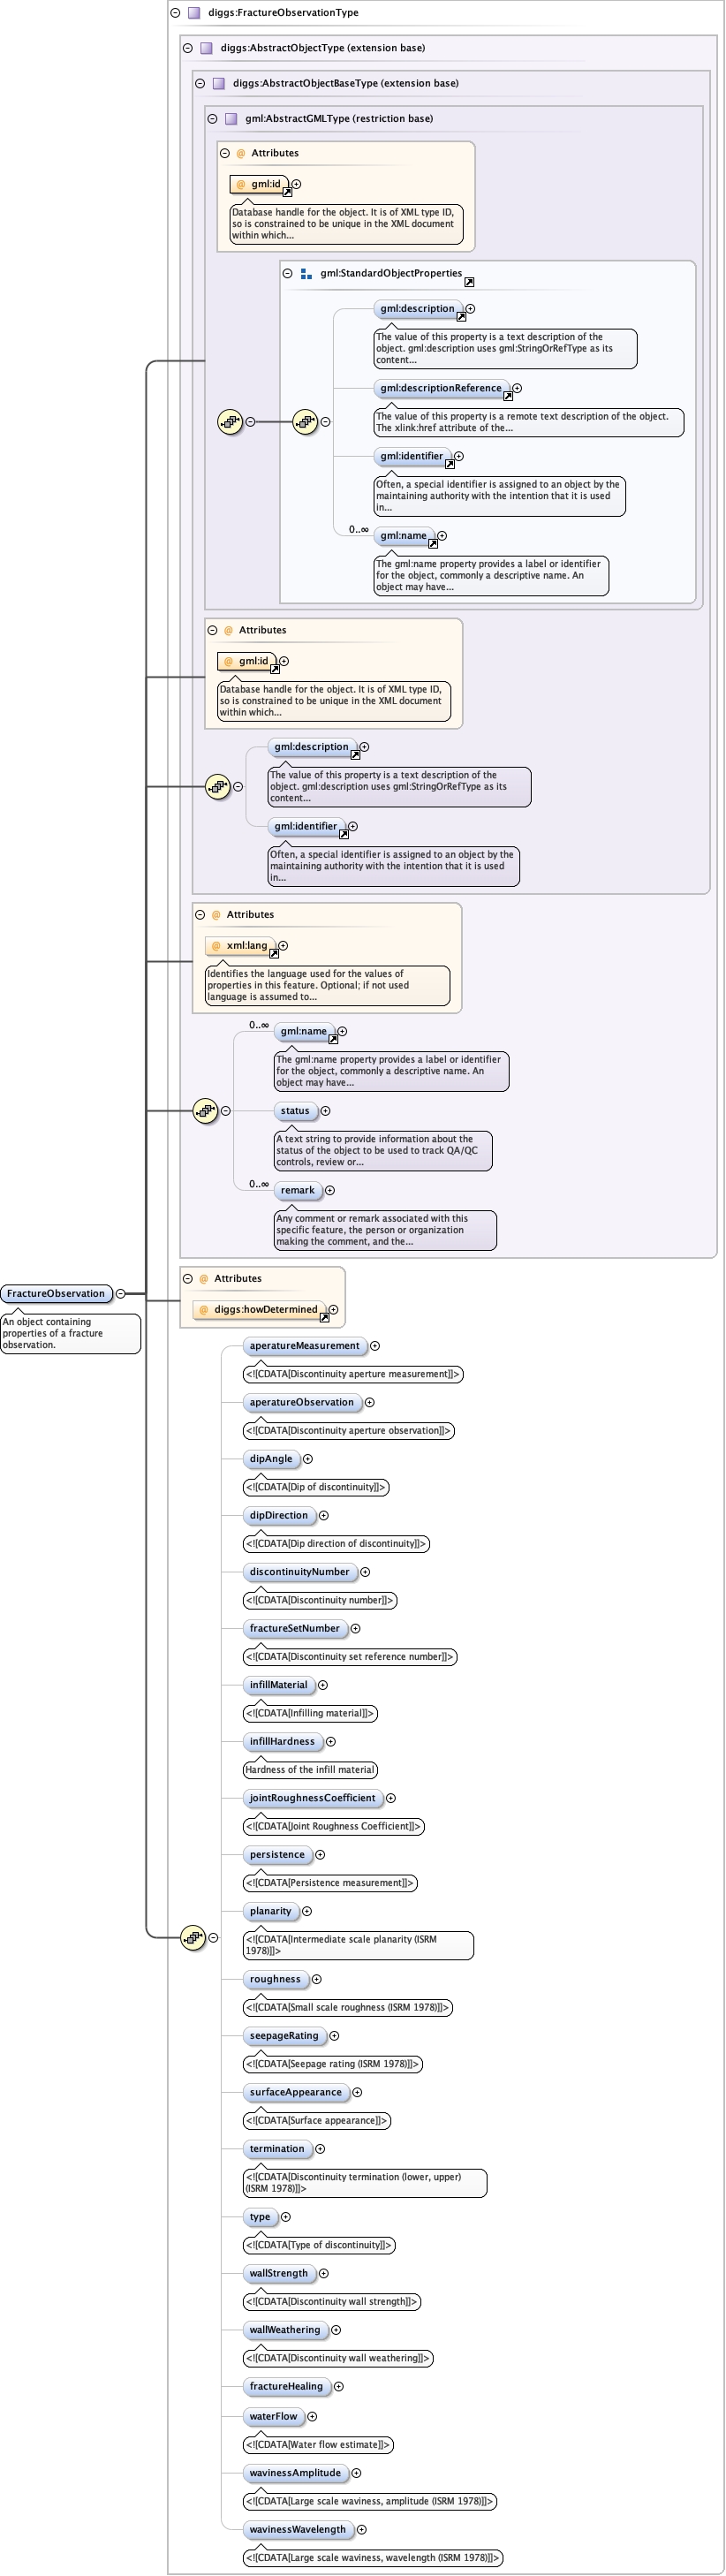 diggs:FractureObservationType
diggs:AbstractObjectType (extension base)
diggs:AbstractObjectBaseType (extension base)
gml:AbstractGMLType (restriction base)
@ Attributes
@ gml:id
Database handle for the object. It is of XML type ID,
so is constrained to be unique in the XML document
within which...
gml:StandardObjectProperties
gml:description
The value of this property is a text description of the
object. gml:description uses gml:StringOrRefType as its
content...
gml:descriptionReference
The value of this property is a remote text description of the object.
The xlink:href attribute of the...
gml:identifier
Often, a special identifier is assigned to an object by the
maintaining authority with the intention that it is used
in...
0..∞
gml:name
The gml:name property provides a label or identifier
for the object, commonly a descriptive name. An
object may have...
@ Attributes
@ gml:id
Database handle for the object. It is of XML type ID,
so is constrained to be unique in the XML document
within which...
gml:description
The value of this property is a text description of the
object. gml:description uses gml:StringOrRefType as its
content...
gml:identifier
Often, a special identifier is assigned to an object by the
maintaining authority with the intention that it is used
in...
@ Attributes
@ xml:lang
Identifies the language used for the values of
properties in this feature. Optional; if not used
language is assumed to...
0..∞
gml:name
The gml:name property provides a label or identifier
for the object, commonly a descriptive name. An
object may have...
status
A text string to provide information about the
status of the object to be used to track QA/QC
controls, review or...
0..∞
remark
Any comment or remark associated with this
specific feature, the person or organization
making the comment, and the...
FractureObservation
An object containing
properties of a fracture
observation.
@ Attributes
@ diggs:howDetermined
aperatureMeasurement
<![CDATA[Discontinuity aperture measurement]]>
aperatureObservation
<![CDATA[Discontinuity aperture observation]]>
dipAngle
<![CDATA[Dip of discontinuity]]>
dipDirection
<![CDATA[Dip direction of discontinuity]]>
discontinuityNumber
<![CDATA[Discontinuity number]]>
fractureSetNumber
<![CDATA[Discontinuity set reference number]]>
infillMaterial
<![CDATA[Infilling material]]>
infillHardness
Hardness of the infill material
jointRoughnessCoefficient
<![CDATA[Joint Roughness Coefficient]]>
persistence
<![CDATA[Persistence measurement]]>
planarity
<![CDATA[Intermediate scale planarity (ISRM
1978)]]>
roughness
<![CDATA[Small scale roughness (ISRM 1978)]]>
seepageRating
<![CDATA[Seepage rating (ISRM 1978)]]>
surfaceAppearance
<![CDATA[Surface appearance]]>
termination
<![CDATA[Discontinuity termination (lower, upper)
(ISRM 1978)]]>
type
<![CDATA[Type of discontinuity]]>
wallStrength
<![CDATA[Discontinuity wall strength]]>
wallWeathering
<![CDATA[Discontinuity wall weathering]]>
fractureHealing
waterFlow
<![CDATA[Water flow estimate]]>
wavinessAmplitude
<![CDATA[Large scale waviness, amplitude (ISRM 1978)]]>
wavinessWavelength
<![CDATA[Large scale waviness, wavelength (ISRM 1978)]]>